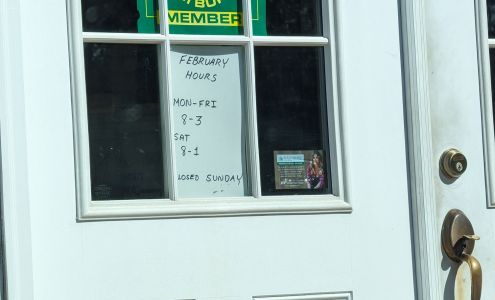 MEMBER
FEBRUARY
HOURS
MON-FRI
8-3
SAT
8-1
LOSED SUNDAY